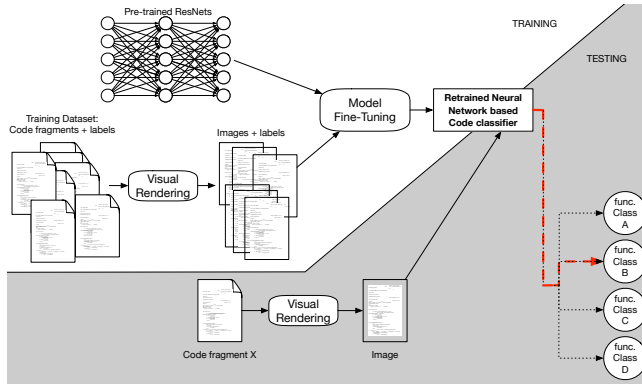 Pre-trained ResNets
TRAINING
TESTING
Training Dataset:
Code fragments + labels
Visual
Rendering
Images + labels
Model
Fine-Tuning
Retrained Neural
Network based
Code classifier
func.
Class
A
func.
Class
B
func.
Class
C
func.
Class
D
Visual
Rendering
Code fragment X
Image